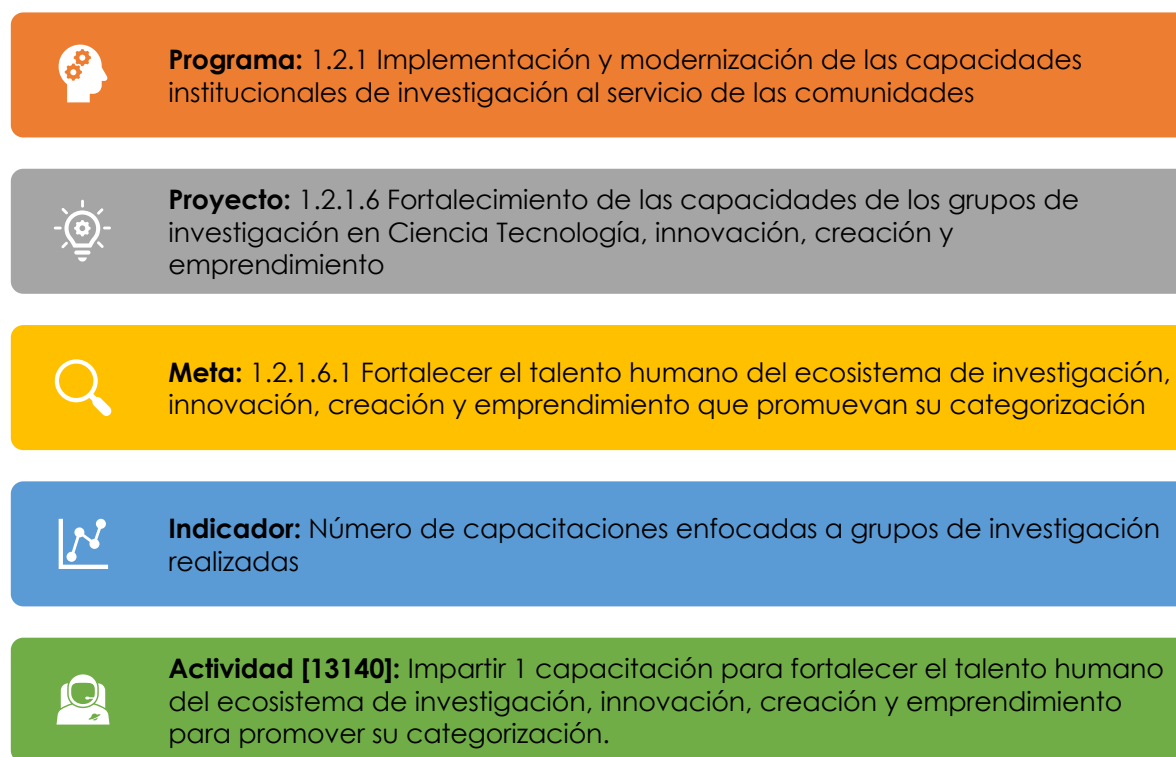 Programa: 1.2.1 Implementación y modernización de las capacidades
institucionales de investigación al servicio de las comunidades
Proyecto: 1.2.1.6 Fortalecimiento de las capacidades de los grupos de
investigación en Ciencia Tecnología, innovación, creación y
emprendimiento
Meta: 1.2.1.6.1 Fortalecer el talento humano del ecosistema de investigación,
innovación, creación y emprendimiento que promuevan su categorización
Indicador: Número de capacitaciones enfocadas a grupos de investigación
realizadas
Actividad [13140]: Impartir 1 capacitación para fortalecer el talento humano
del ecosistema de investigación, innovación, creación y emprendimiento
para promover su categorización.